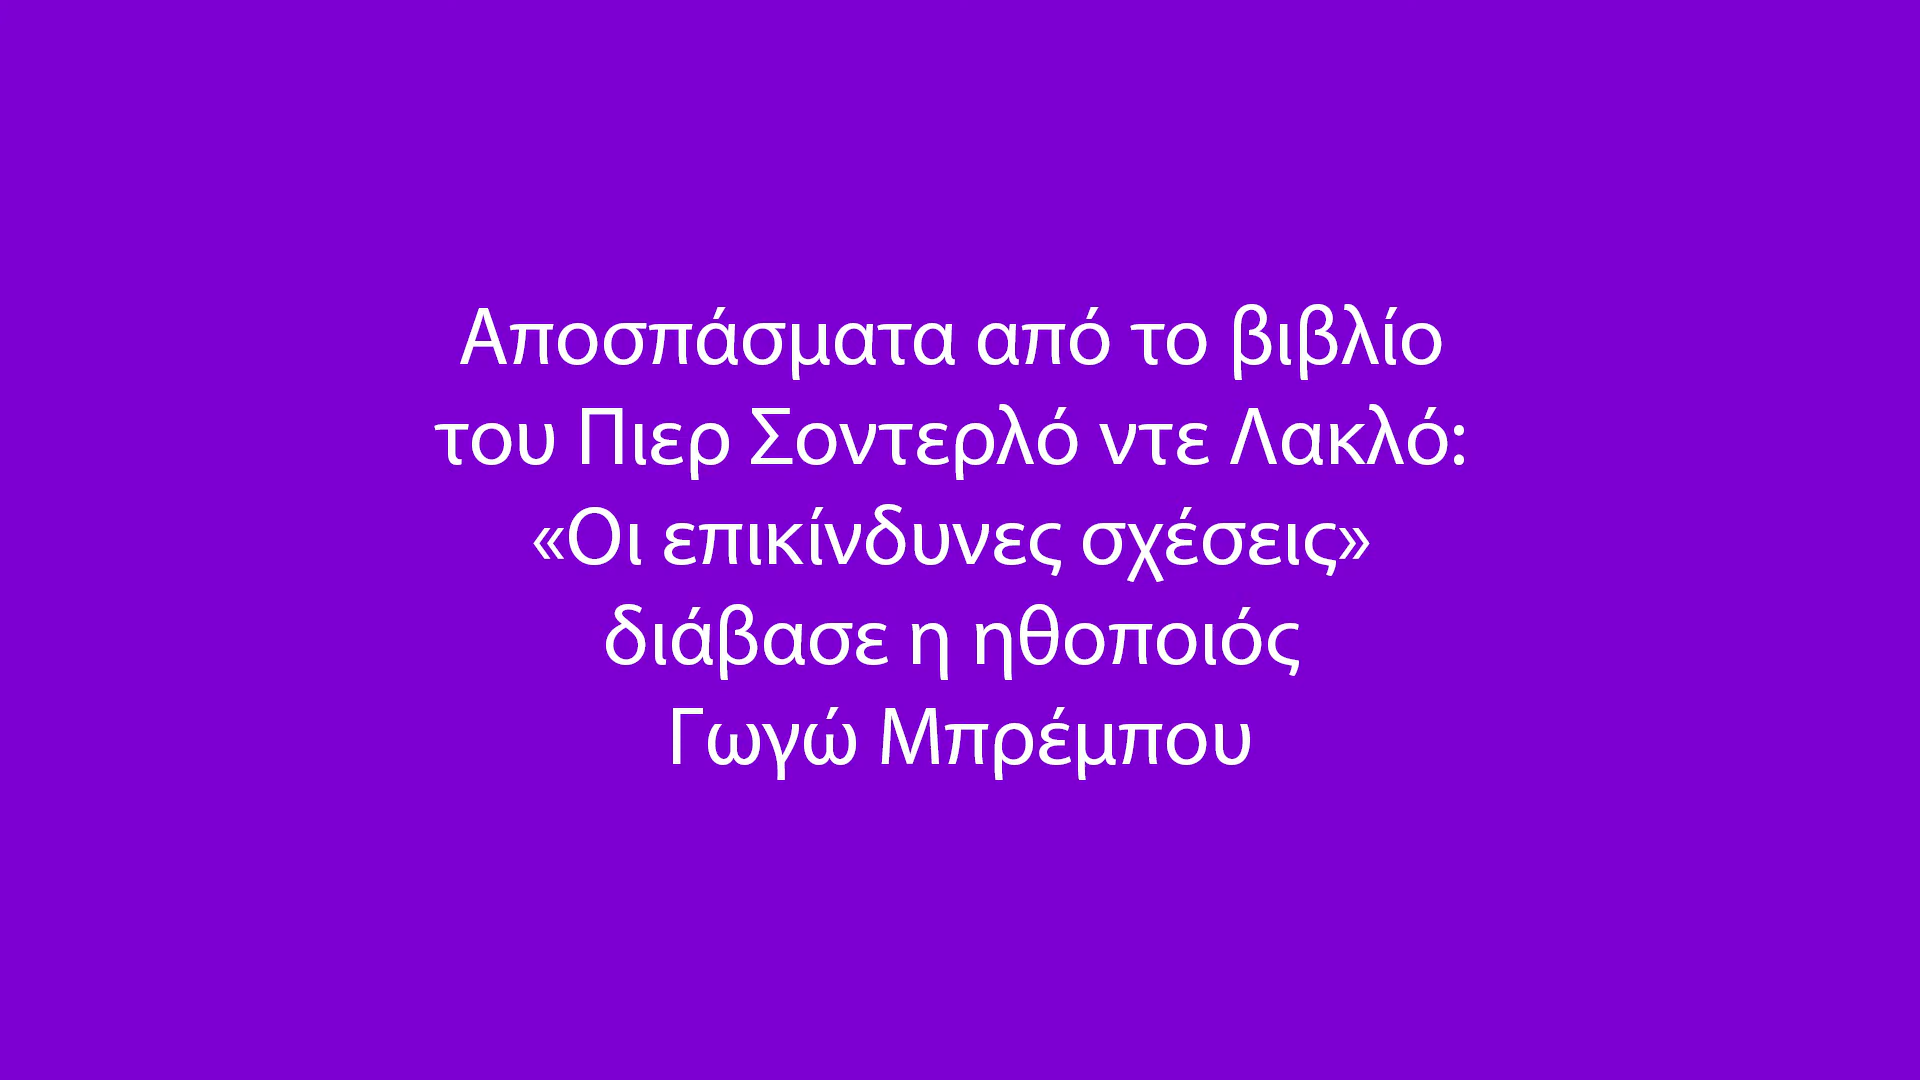 Αποσπάσματα από το βιβλίο
του Πιερ Σοντερλό ντε Λακλό:
«Οι επικίνδυνες σχέσεις»
διάβασε η ηθοποιός
Γωγώ Μπρέμπου